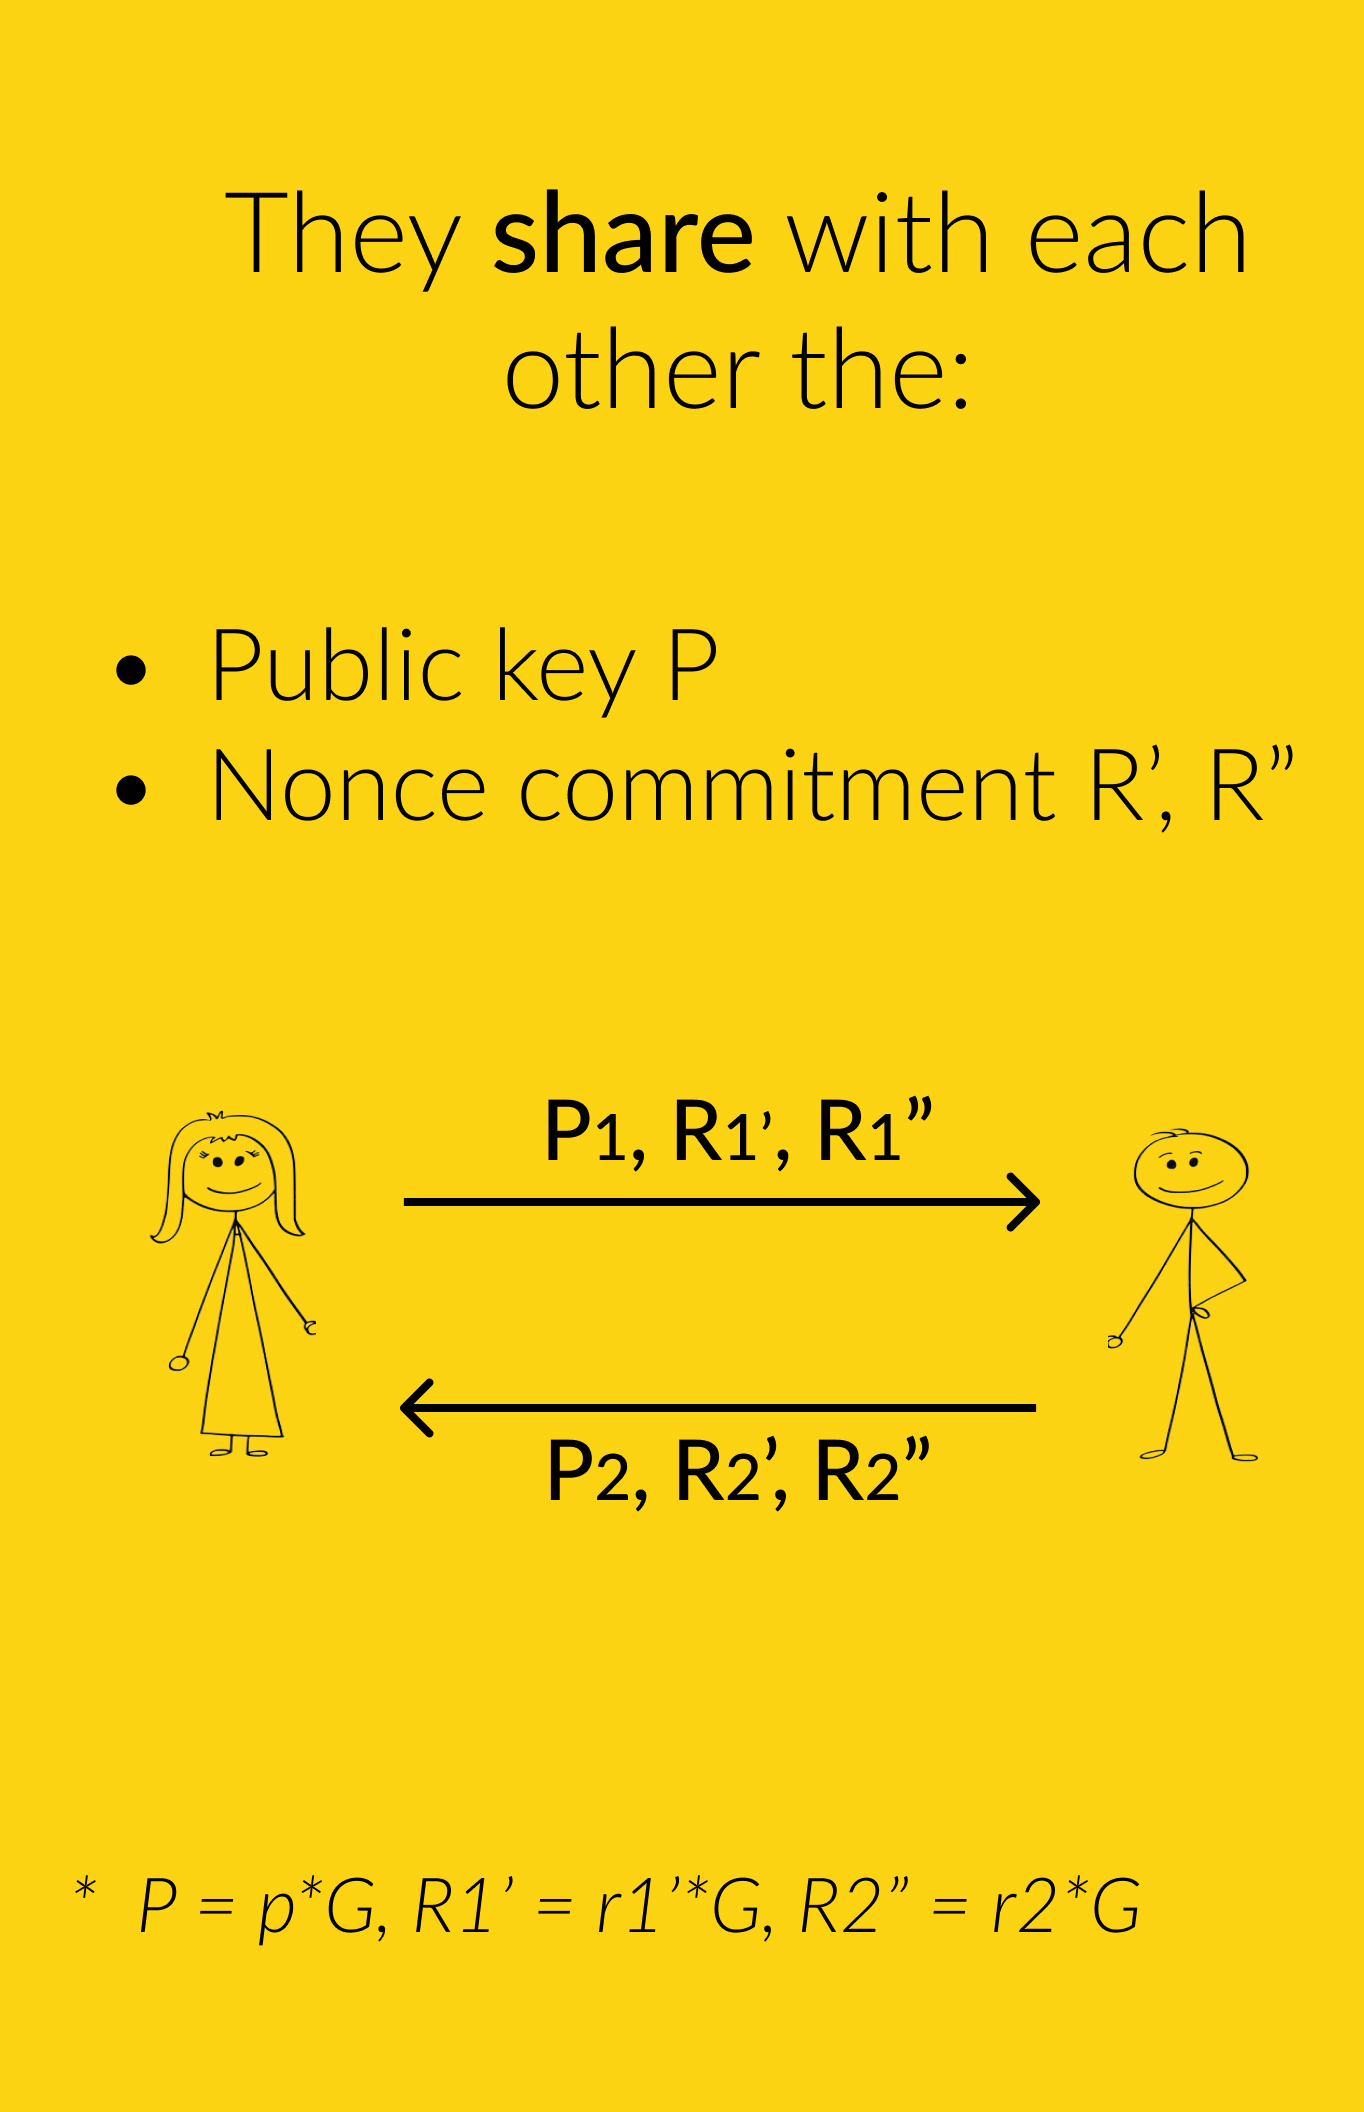 They share with each
other the:
• Public key P
• Nonce commitment R’, R”
P1, R1’, R1”
P2, R2’, R2”
* P = p*G, R1’ = r1’*G, R2” = r2*G